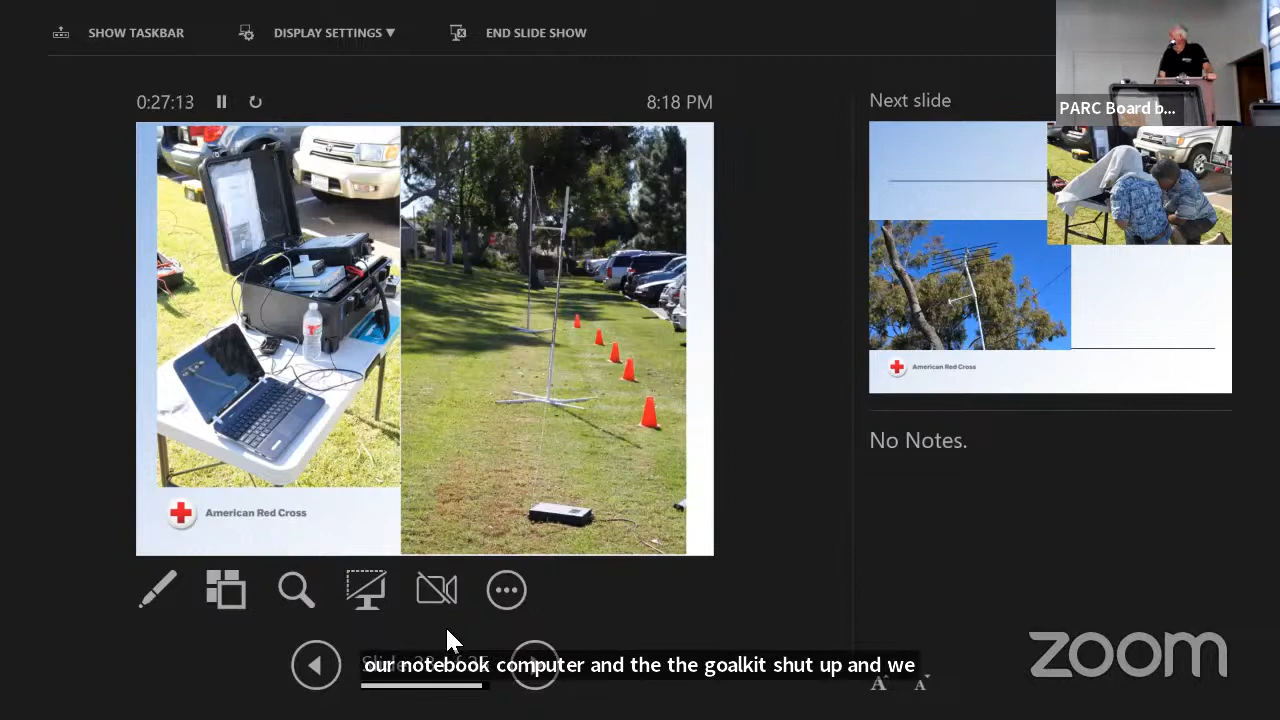 SHOW TASKBAR
DISPLAY SETTINGS ▼
END SLIDE SHOW
0:27:13
8:18 PM
Next slide
PARC Board b...
American Red Cross
American Red Cross
No Notes.
our notebook computer and the the goalkit shut up and we
A A
zoom